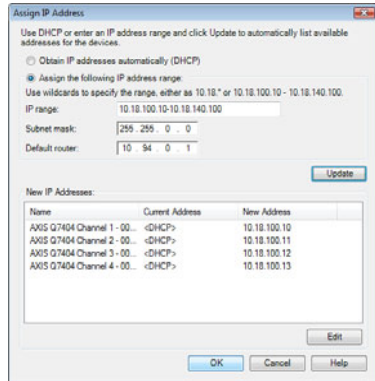 Assign IP Address
Use DHCP or enter an IP address range and click Update to automatically list available
addresses for the devices.
Obtain IP addresses automatically (DHCP)
Assign the following IP address range:
Use wildcards to specify the range, either as 10.18.* or 10.18.100.10 - 10.18.140.100.
IP range: 10.18.100.10-10.18.140.100
Subnet mask: 255 . 255 . 0 . 0
Default router: 10 . 94 . 0 . 1
Update
New IP Addresses:
Name Current Address New Address
AXIS Q7404 Channel 1 - 00... <DHCP> 10.18.100.10
AXIS Q7404 Channel 2 - 00... <DHCP> 10.18.100.11
AXIS Q7404 Channel 3 - 00... <DHCP> 10.18.100.12
AXIS Q7404 Channel 4 - 00... <DHCP> 10.18.100.13
Edit
OK Cancel Help